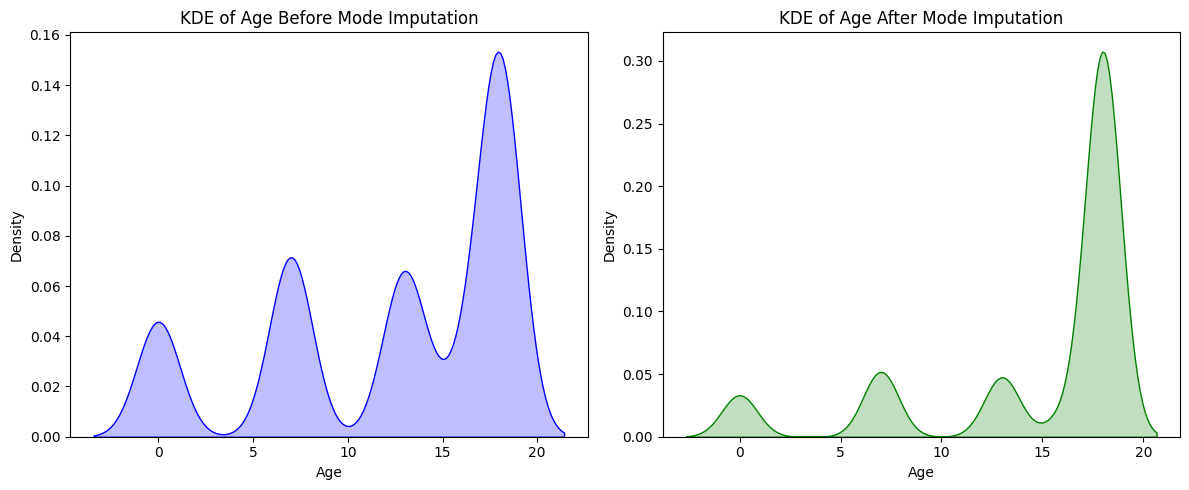 KDE of Age Before Mode Imputation
0.16
0.14
0.12
0.10
0.08
0.06
0.04
0.02
0.00
Density
0 5 10 15 20
Age
KDE of Age After Mode Imputation
0.30
0.25
0.20
0.15
0.10
0.05
0.00
Density
0 5 10 15 20
Age